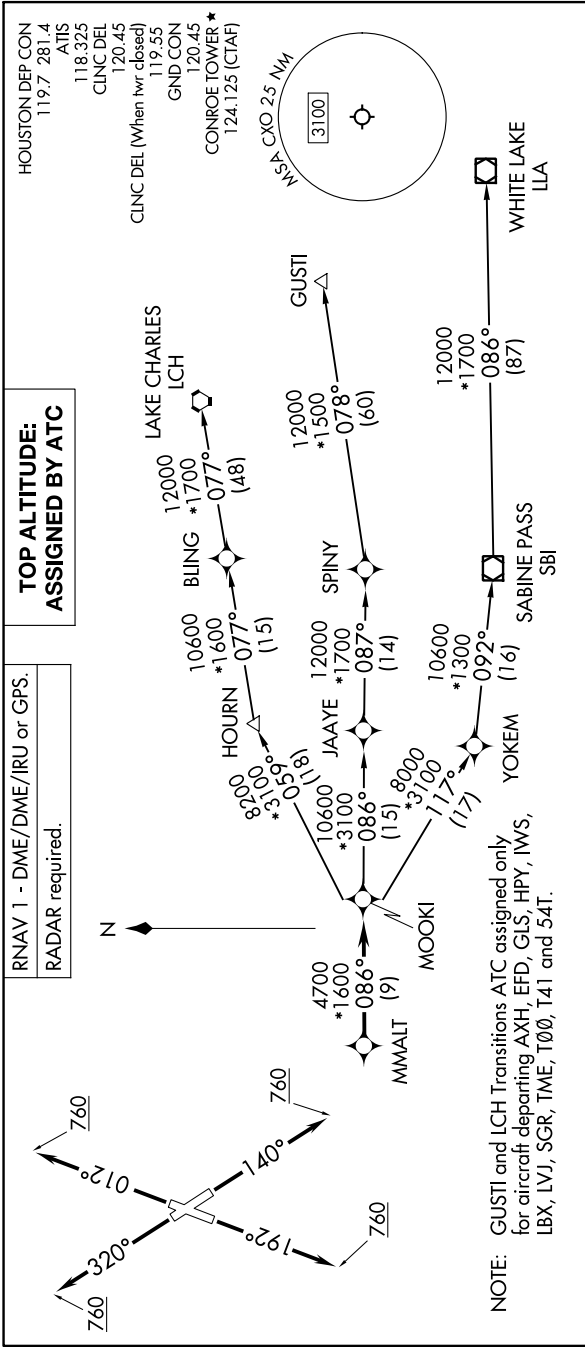 RNAV 1 - DME/DME/IRU or GPS.
RADAR required.
TOP ALTITUDE:
ASSIGNED BY ATC
HOUSTON DEP CON
119.7 281.4
ATIS
118.325
CLNC DEL
120.45
CLNC DEL (When twr closed)
119.55
GND CON
120.45
CONROE TOWER ★
124.125 (CTAF)
MSA CXO 25 NM
3100
N
760
320°
012°
760
760
192°
140°
760
MMALT
4700
*1600
086°
(9)
MOOKI
8200
*3100
059°
(18)
HOURN
10600
*1600
077°
(15)
BLING
12000
*1700
077°
(48)
LAKE CHARLES
LCH
10600
*3100
086°
(15)
JAAYE
12000
*1700
087°
(14)
SPINY
12000
*1500
078°
(60)
GUSTI
8000
*3100
117°
(17)
YOKEM
10600
*1300
092°
(16)
SABINE PASS
SBI
12000
*1700
086°
(87)
WHITE LAKE
LLA
NOTE: GUSTI and LCH Transitions ATC assigned only
for aircraft departing AXH, EFD, GLS, HPY, IWS,
LBX, LVJ, SGR, TME, TØØ, T41 and 54T.